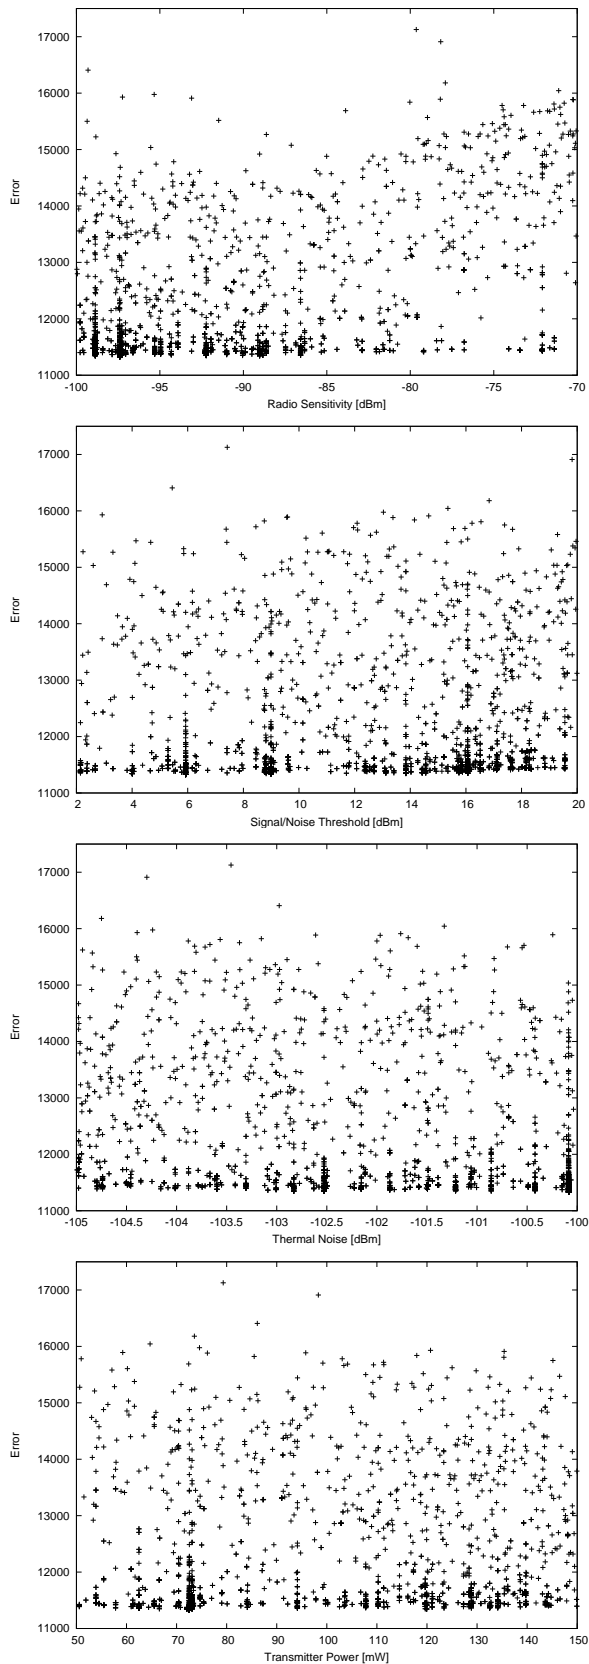 17000
16000
15000
14000
13000
12000
11000
Error
-100 -95 -90 -85 -80 -75 -70
Radio Sensitivity [dBm]
17000
16000
15000
14000
13000
12000
11000
Error
2 4 6 8 10 12 14 16 18 20
Signal/Noise Threshold [dBm]
17000
16000
15000
14000
13000
12000
11000
Error
-105 -104.5 -104 -103.5 -103 -102.5 -102 -101.5 -101 -100.5 -100
Thermal Noise [dBm]
17000
16000
15000
14000
13000
12000
11000
Error
50 60 70 80 90 100 110 120 130 140 150
Transmitter Power [mW]